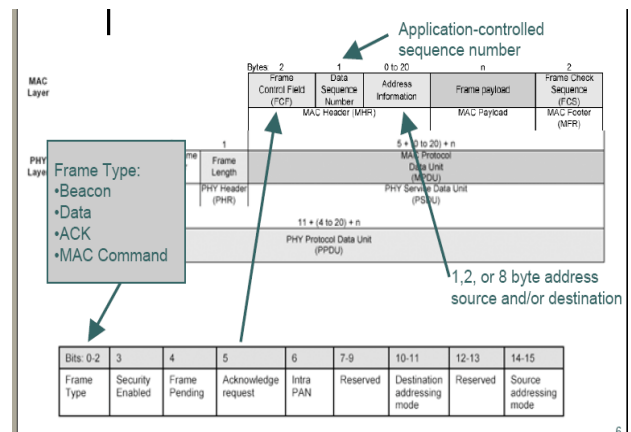 Application-controlled
sequence number
Bytes: 2 1 0 to 20 n 2
MAC
Layer
Frame
Control Field
(FCF)
Data
Sequence
Number
Address
Information
Frame payload
Frame Check
Sequence
(FCS)
MAC Header (MHR)
MAC Payload
MAC Footer
(MFR)
1
5 + (0 to 20) + n
PHY
Layer
Frame
Length
MAC Protocol
Data Unit
(MPDU)
PHY Header
(PHR)
PHY Service Data Unit
(PSDU)
11 + (4 to 20) + n
PHY Protocol Data Unit
(PPDU)
Frame Type:
•Beacon
•Data
•ACK
•MAC Command
1,2, or 8 byte address
source and/or destination
Bits: 0-2 3 4 5 6 7-9 10-11 12-13 14-15
Frame
Type
Security
Enabled
Frame
Pending
Acknowledge
request
Intra
PAN
Reserved
Destination
addressing
mode
Reserved
Source
addressing
mode